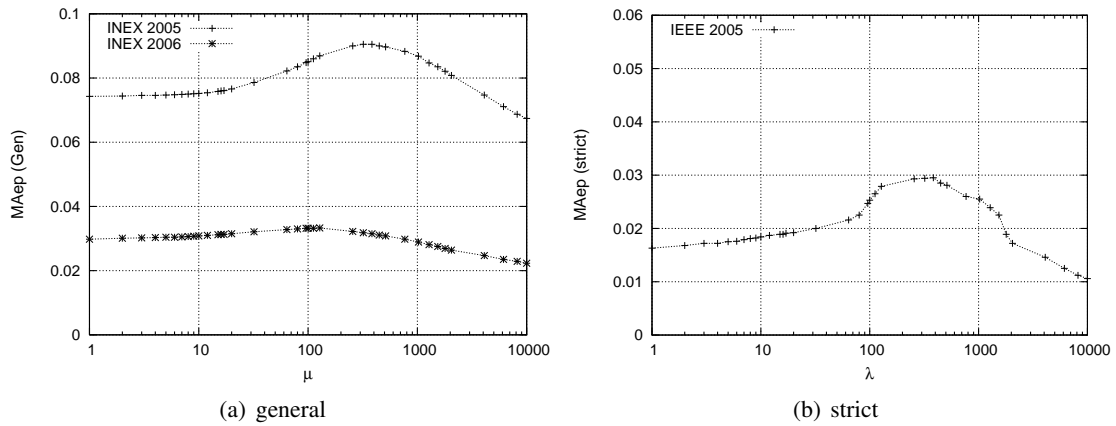 0.1
0.08
0.06
0.04
0.02
0
MAep (Gen)
INEX 2005
INEX 2006
1 10 100 1000 10000
μ
(a) general
0.06
0.05
0.04
0.03
0.02
0.01
0
MAep (strict)
IEEE 2005
1 10 100 1000 10000
λ
(b) strict